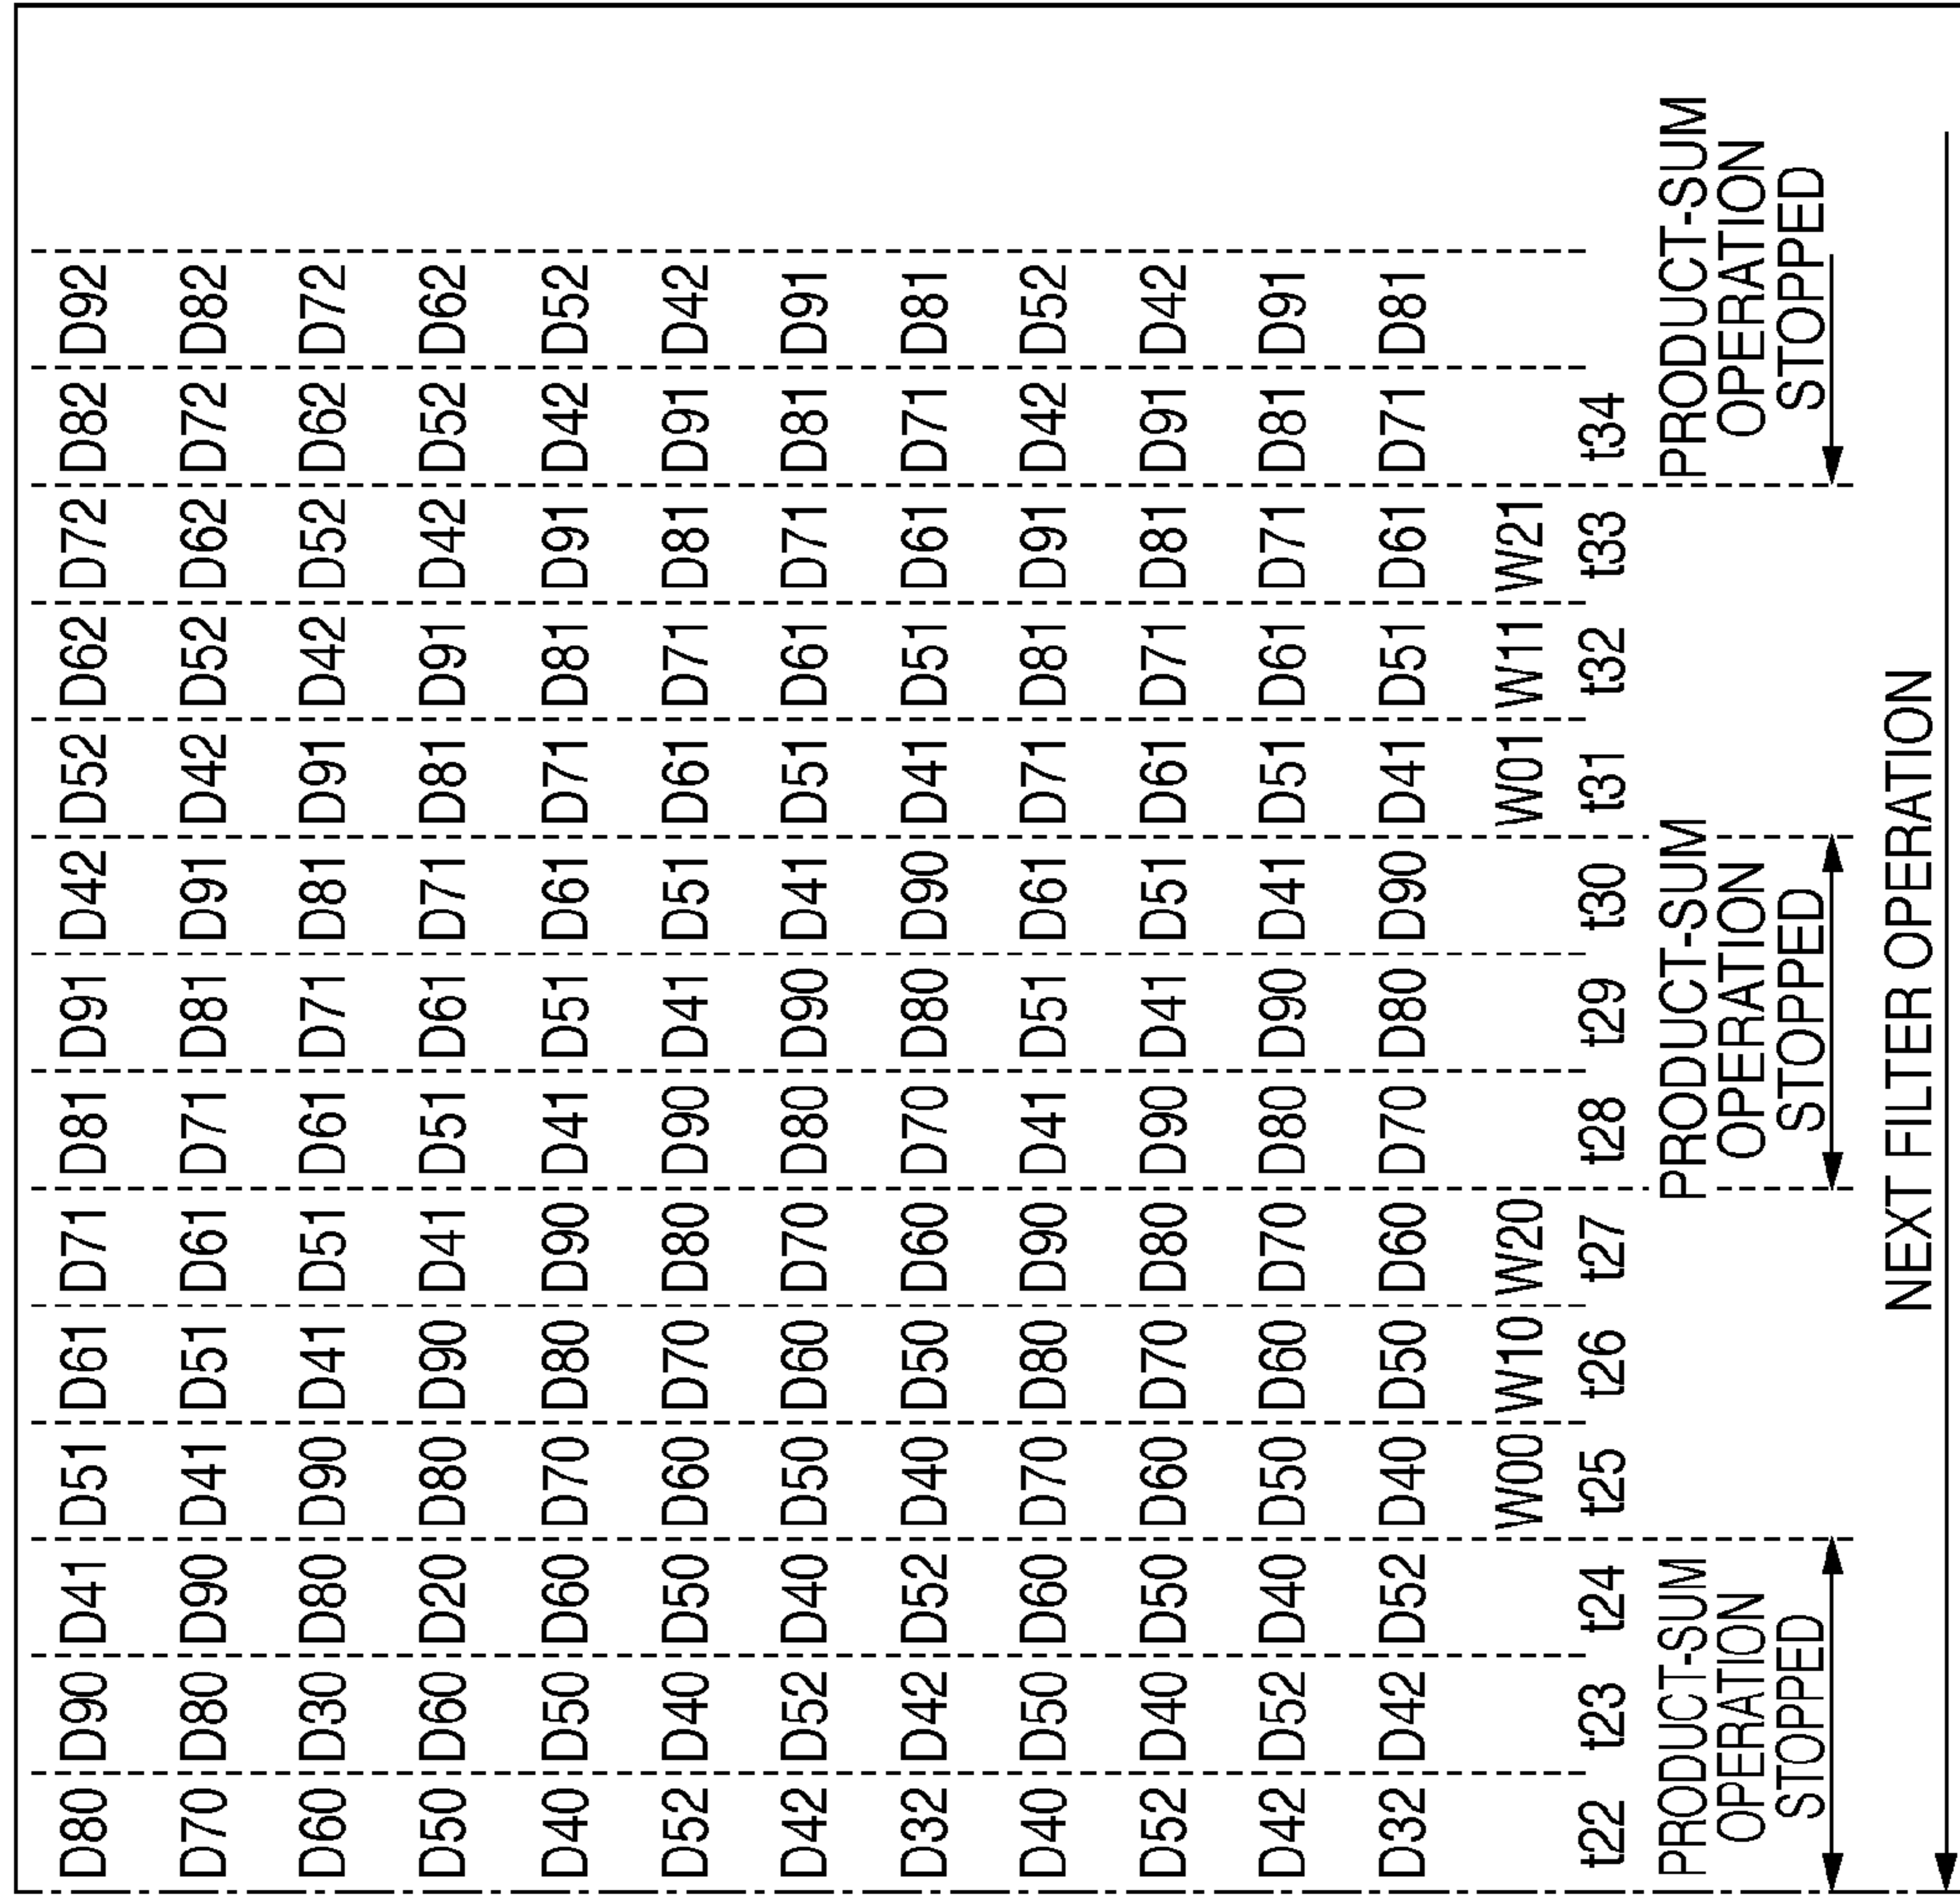 D80 D90 D41 D51 D61 D71 D81 D91 D42 D52 D62 D72 D82 D92
D70 D80 D90 D41 D51 D61 D71 D81 D91 D42 D52 D62 D72 D82
D60 D30 D80 D90 D41 D51 D61 D71 D81 D91 D42 D52 D62 D72
D50 D60 D20 D80 D90 D41 D51 D61 D71 D81 D91 D42 D52 D62
D40 D50 D60 D70 D80 D90 D41 D51 D61 D71 D81 D91 D42 D52
D52 D40 D50 D60 D70 D80 D90 D41 D51 D61 D71 D81 D91 D42
D42 D52 D40 D50 D60 D70 D80 D90 D41 D51 D61 D71 D81 D91
D32 D42 D52 D40 D50 D60 D70 D80 D90 D41 D51 D61 D71 D81
D40 D50 D60 D70 D80 D90 D41 D51 D61 D71 D81 D91 D42 D52
D52 D40 D50 D60 D70 D80 D90 D41 D51 D61 D71 D81 D91 D42
D42 D52 D40 D50 D60 D70 D80 D90 D41 D51 D61 D71 D81 D91
D32 D42 D52 D40 D50 D60 D70 D80 D90 D41 D51 D61 D71 D81
W00 W10 W20 W01 W11 W21
t22 t23 t24 t25 t26 t27 t28 t29 t30 t31 t32 t33 t34
PRODUCT-SUM
OPERATION
STOPPED
PRODUCT-SUM
OPERATION
STOPPED
PRODUCT-SUM
OPERATION
STOPPED
NEXT FILTER OPERATION